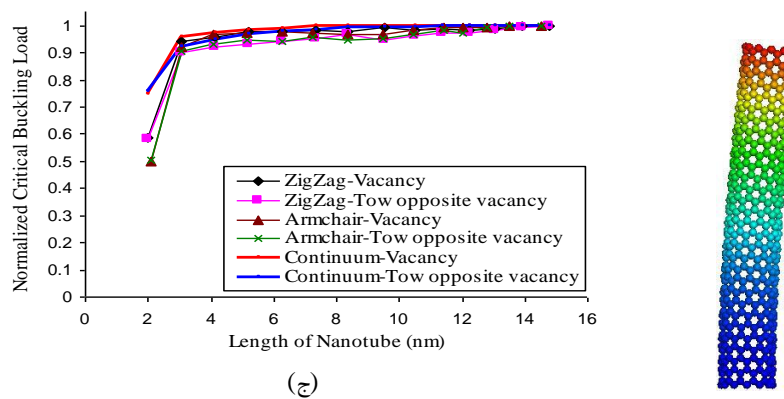 Normalized Critical Buckling Load
1
0.9
0.8
0.7
0.6
0.5
0.4
0.3
0.2
0.1
0
ZigZag-Vacancy
ZigZag-Tow opposite vacancy
Armchair-Vacancy
Armchair-Tow opposite vacancy
Continuum-Vacancy
Continuum-Tow opposite vacancy
0 2 4 6 8 10 12 14 16
Length of Nanotube (nm)
(ج)